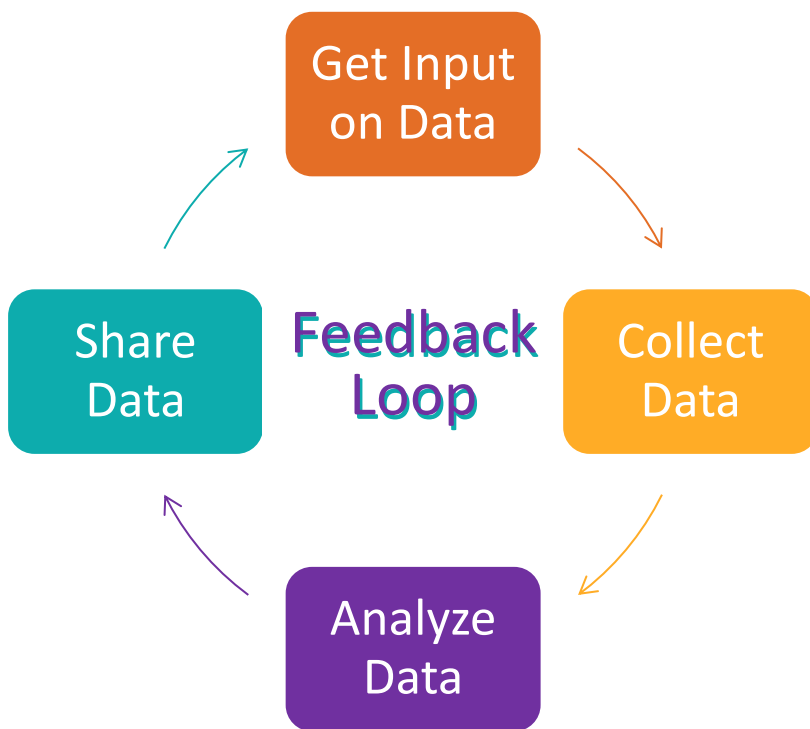 Get Input
on Data
Share
Data
Feedback
Loop
Collect
Data
Analyze
Data